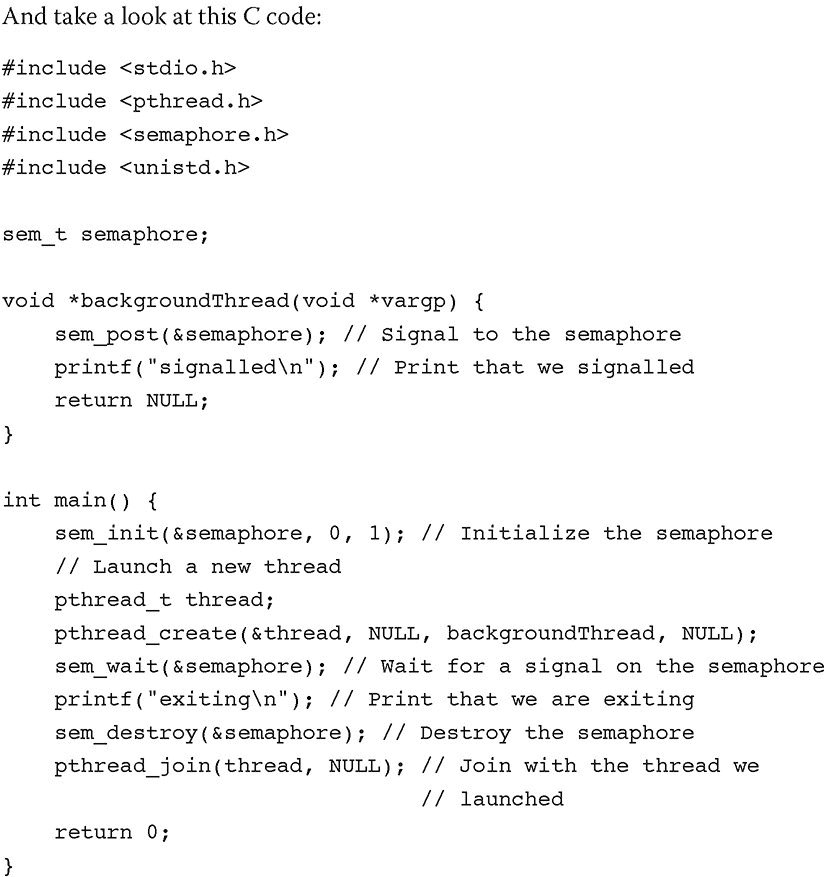 And take a look at this C code:
#include <stdio.h>
#include <pthread.h>
#include <semaphore.h>
#include <unistd.h>
sem_t semaphore;
void *backgroundThread(void *vargp) {
    sem_post(&semaphore); // Signal to the semaphore
    printf("signalled\n"); // Print that we signalled
    return NULL;
}
int main() {
    sem_init(&semaphore, 0, 1); // Initialize the semaphore
    // Launch a new thread
    pthread_t thread;
    pthread_create(&thread, NULL, backgroundThread, NULL);
    sem_wait(&semaphore); // Wait for a signal on the semaphore
    printf("exiting\n"); // Print that we are exiting
    sem_destroy(&semaphore); // Destroy the semaphore
    pthread_join(thread, NULL); // Join with the thread we
                                // launched
    return 0;
}